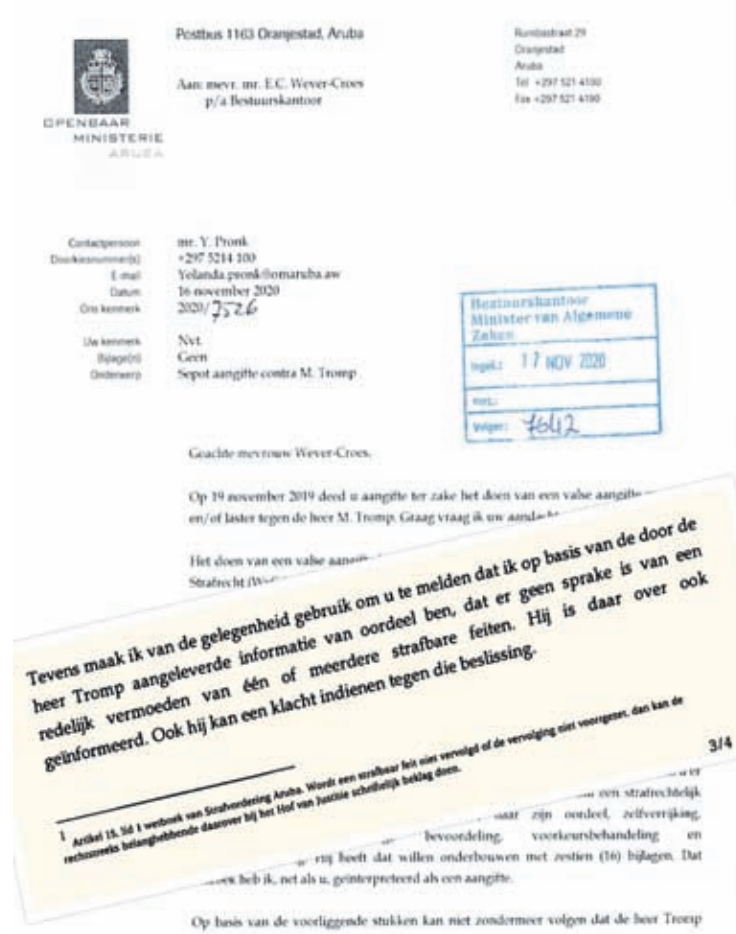 OPENBAAR
MINISTERIE
ARUBA
Postbus 1163 Oranjestad, Aruba
Aan: mevr. mr. E.C. Wever-Croes
p/a Bestuurskantoor
Rumbastraat 29
Oranjestad
Aruba
Tel +297 521 4100
Fax +297 521 4190
Contactpersoon mr. Y. Pronk
Doorkiesnummer(s) +297 5214 100
E-mail Yolanda.pronk@omaruba.aw
Datum 16 november 2020
Ons kenmerk 2020/7526
Uw kenmerk Nvt.
Bijlage(n) Geen
Onderwerp Sepot aangifte contra M. Tromp
Bestuurskantoor
Minister van Algemene
Zaken
Ingek.: 17 NOV 2020
Volgnr: 7642
Geachte mevrouw Wever-Croes,
Op 19 november 2019 deed u aangifte ter zake het doen van een valse aangifte
en/of laster tegen de heer M. Tromp. Graag vraag ik uw
Het doen van een valse
Strafrecht
Tevens maak ik van de gelegenheid gebruik om u te melden dat ik op basis van de door de
heer Tromp aangeleverde informatie van oordeel ben, dat er geen sprake is van een
redelijk vermoeden van één of meerdere strafbare feiten. Hij is daar over ook
geïnformeerd. Ook hij kan een klacht indienen tegen die beslissing.
1 Artikel 15, lid 1 wetboek van Strafvordering Aruba. Wordt een strafbaar feit niet vervolgd of de vervolging niet voortgezet, dan kan de
rechtstreeks belanghebbende daarover bij het Hof van Justitie schriftelijk beklag doen.
3/4
een strafrechtelijk
zijn oordeel, zelfverrijking,
bevoordeling, voorkeursbehandeling en
heeft dat willen onderbouwen met zestien (16) bijlagen. Dat
heb ik, net als u, geïnterpreteerd als een aangifte.
Op basis van de voorliggende stukken kan niet zondermeer volgen dat de heer Tromp